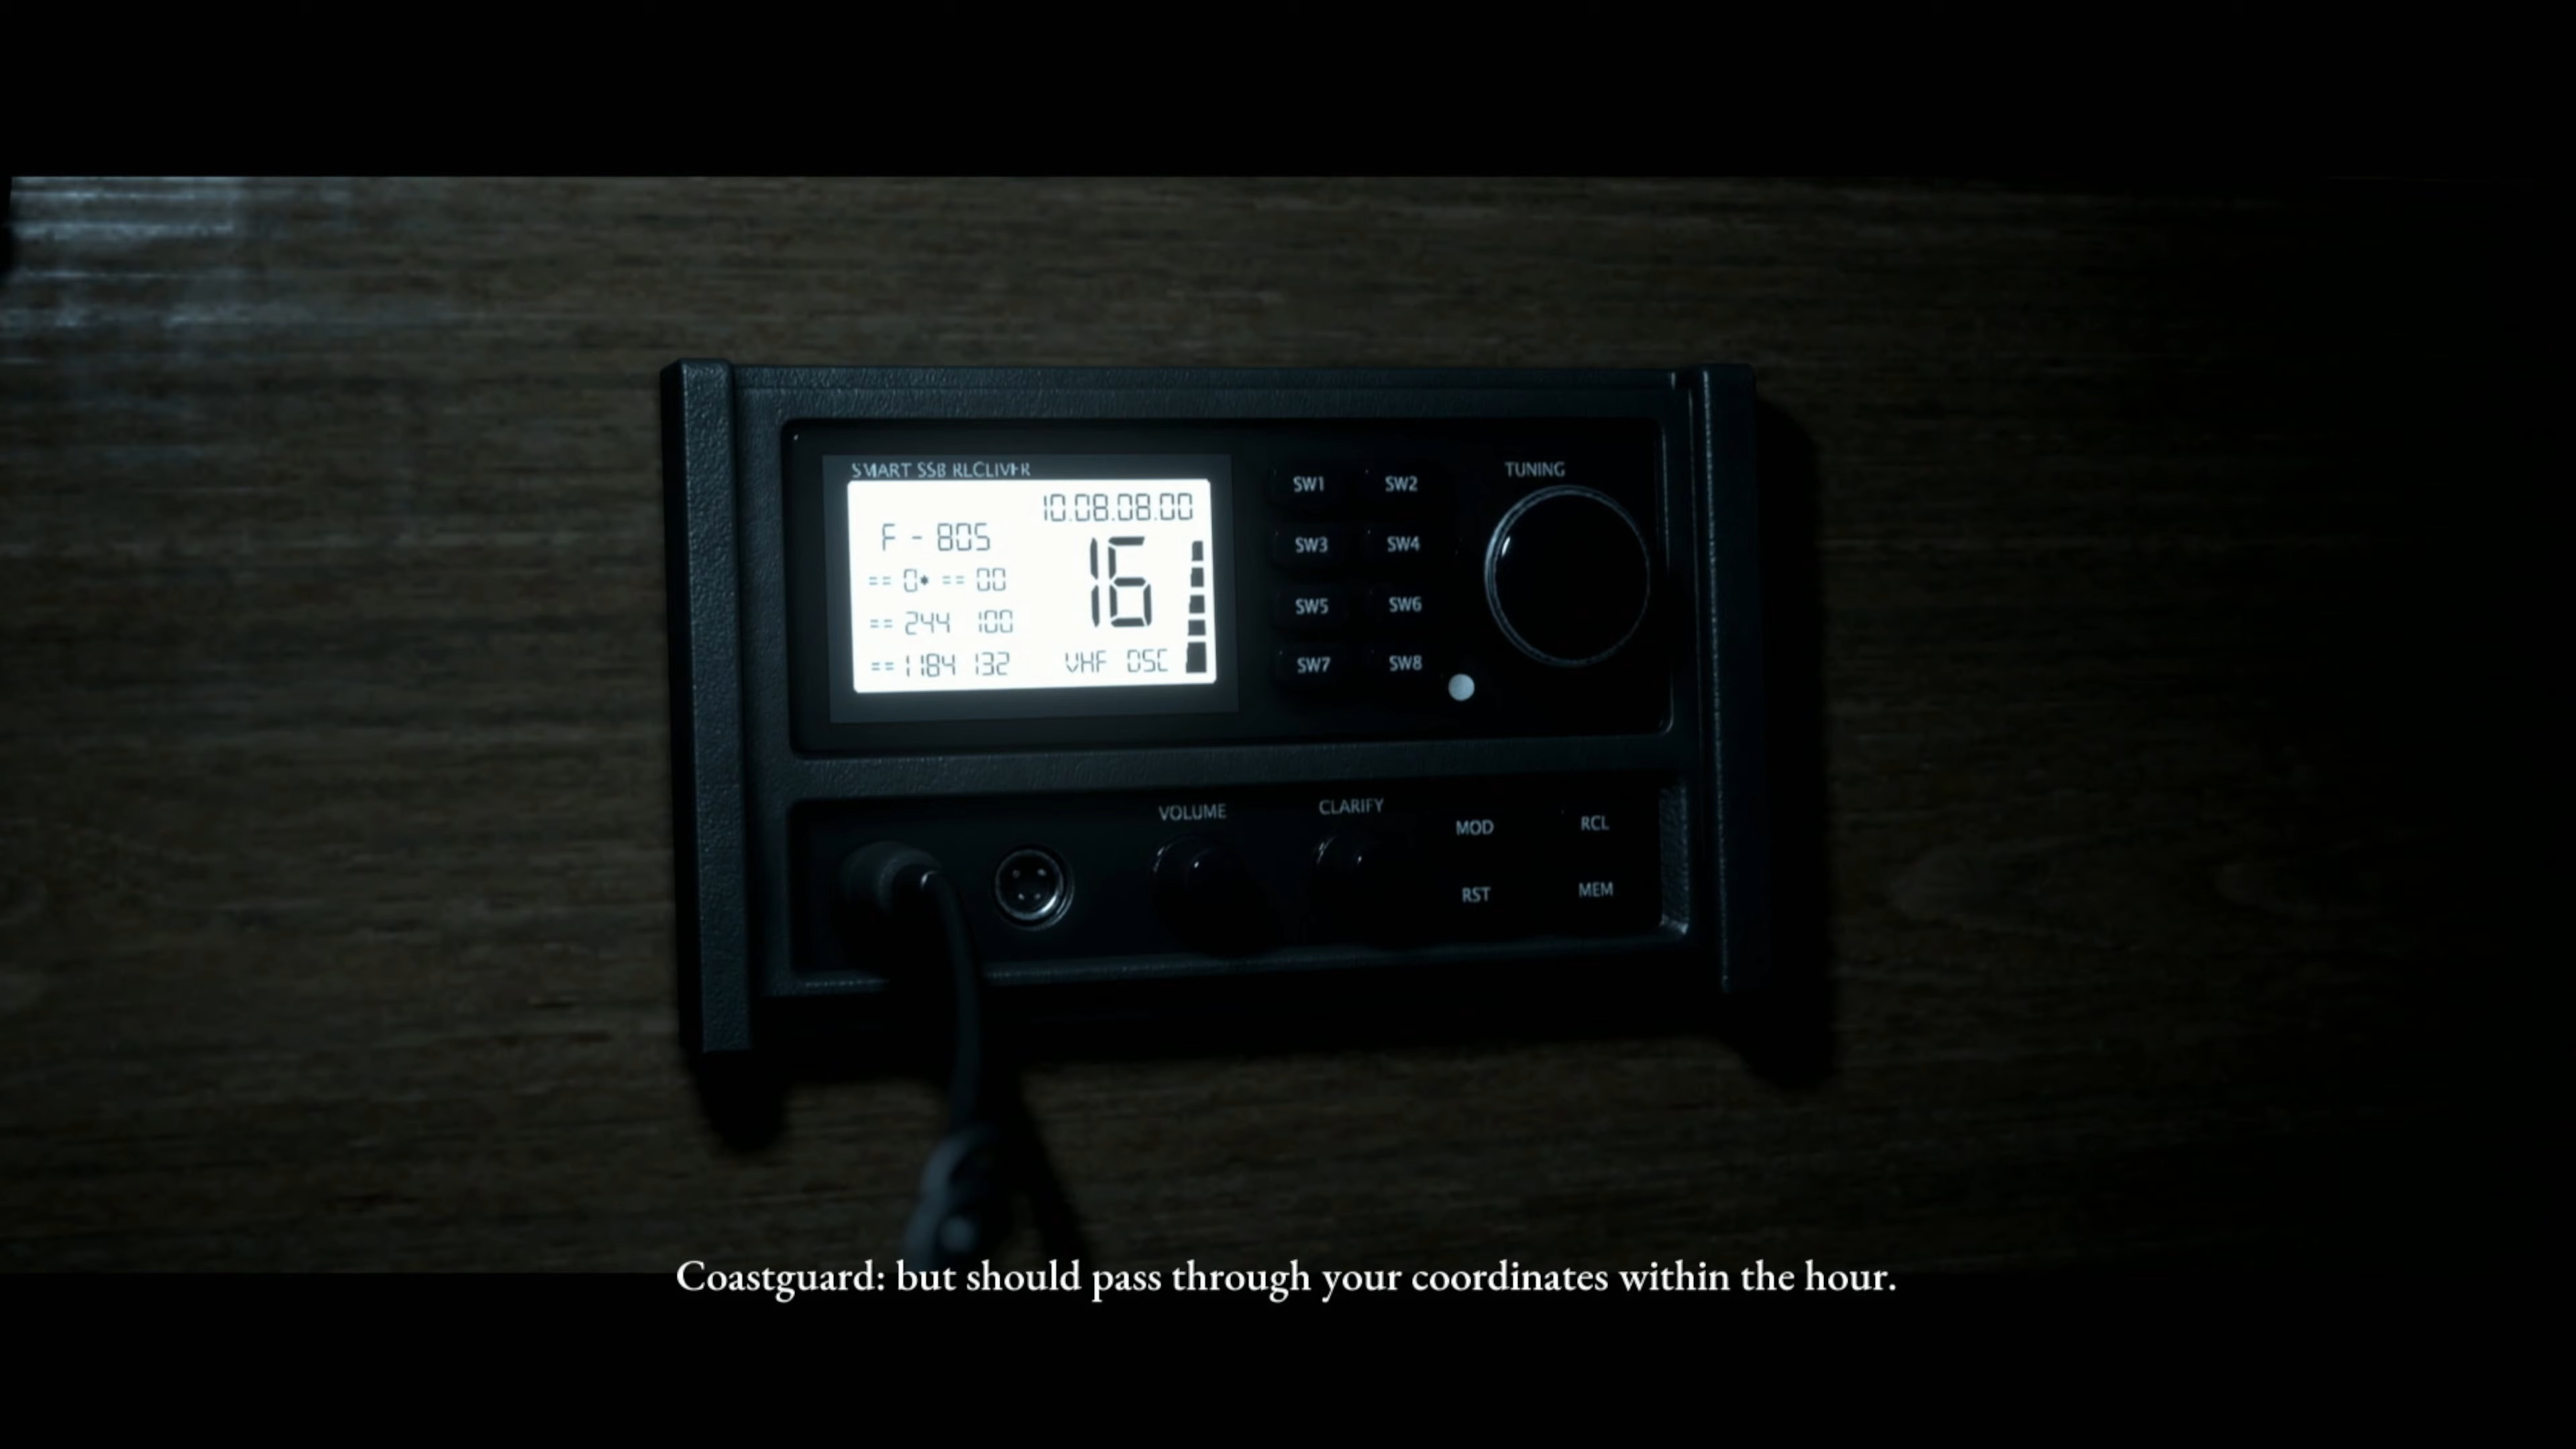 SMART SSB RECEIVER
10.08.08.00
F - 805
16
== 0* == 00
== 244 100
== 1184 132
VHF DSC
SW1 SW2
SW3 SW4
SW5 SW6
SW7 SW8
TUNING
VOLUME
CLARIFY
MOD RCL
RST MEM
Coastguard: but should pass through your coordinates within the hour.